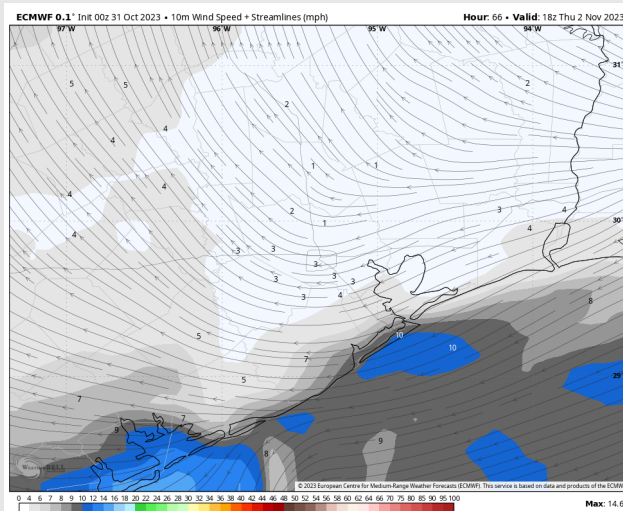 ECMWF 0.1° Init 00z 31 Oct 2023 • 10m Wind Speed + Streamlines (mph) Hour: 66 • Valid: 18z Thu 2 Nov 2023
97°W 96°W 95°W 94°W
31°
5 5 2 2
4 4
1 1
4 4
2 3 4
1 4 30°
4
3 3
3 3 3
3 4
8
5 10
7 10
29°
5
7
7
9 9
8
WeatherBELL
© 2023 European Centre for Medium-Range Weather Forecasts (ECMWF). This service is based on data and products of the ECMW
0 4 6 7 8 9 10 12 14 16 18 20 22 24 26 28 30 32 34 36 38 40 42 44 46 48 50 52 54 56 58 60 62 64 66 68 70 75 80 85 90 95 100
Max: 14.6